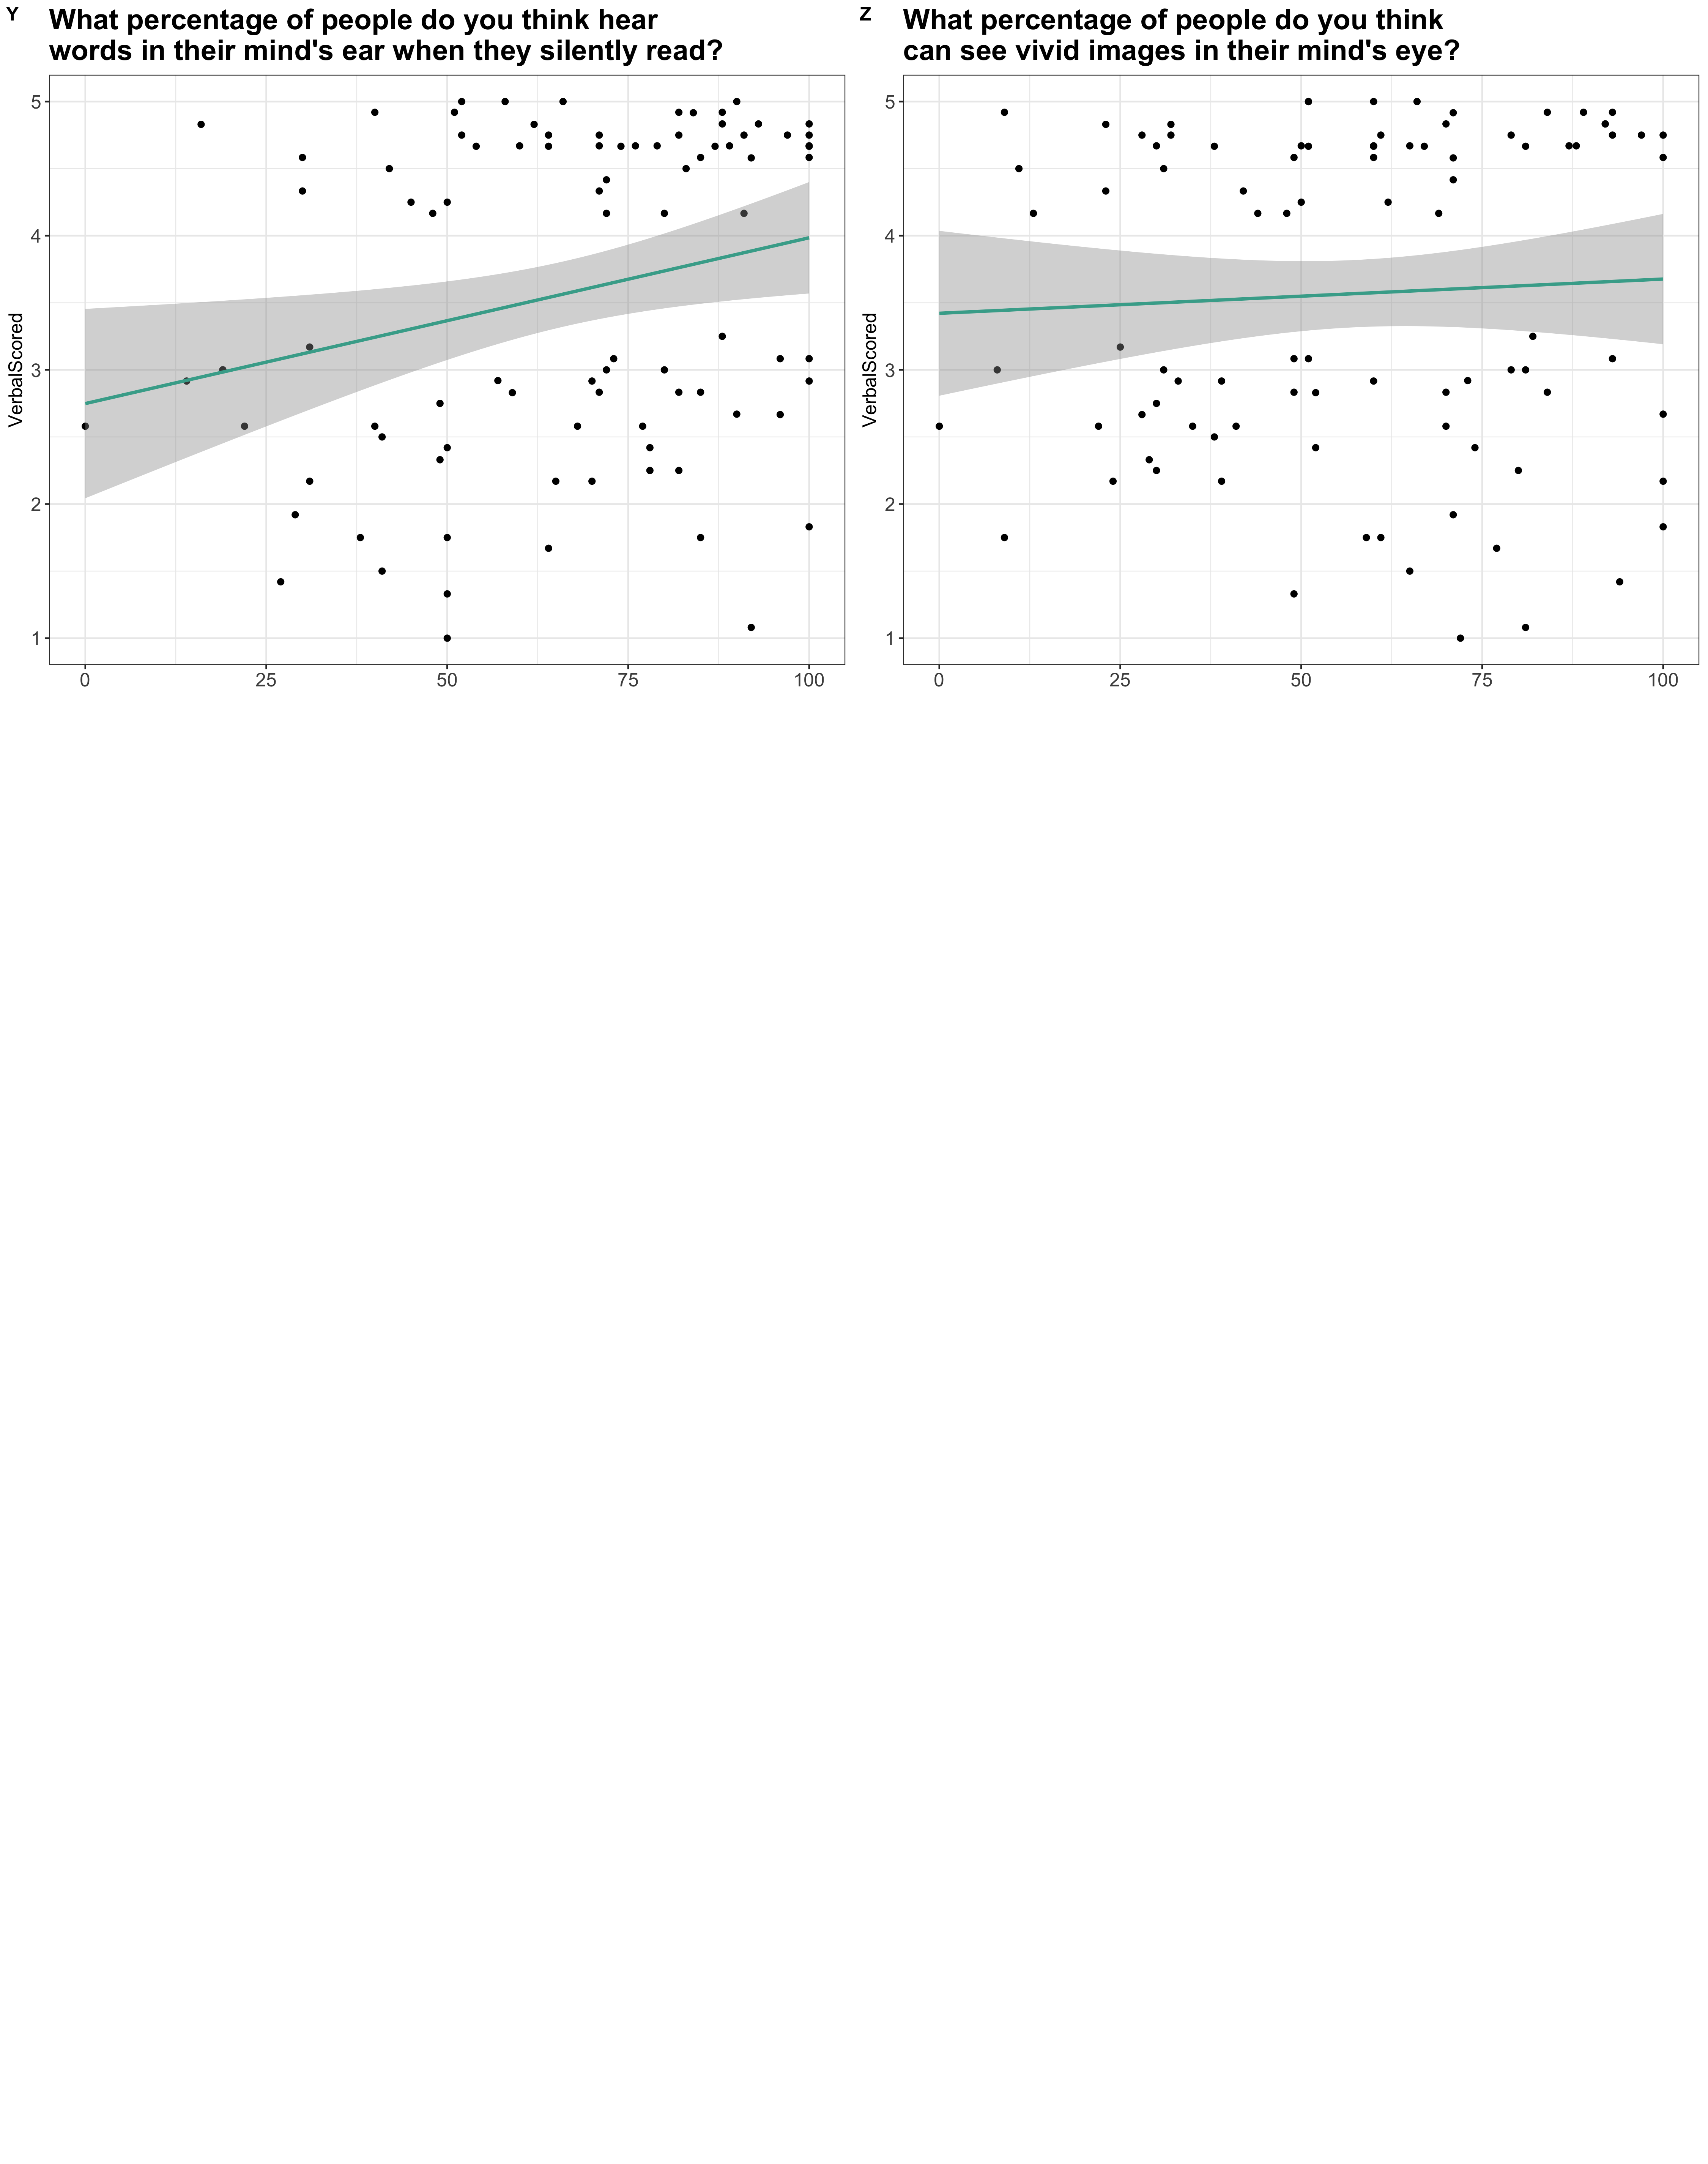 Y
What percentage of people do you think hear
words in their mind's ear when they silently read?
VerbalScored
5
4
3
2
1
0 25 50 75 100
Z
What percentage of people do you think
can see vivid images in their mind's eye?
VerbalScored
5
4
3
2
1
0 25 50 75 100